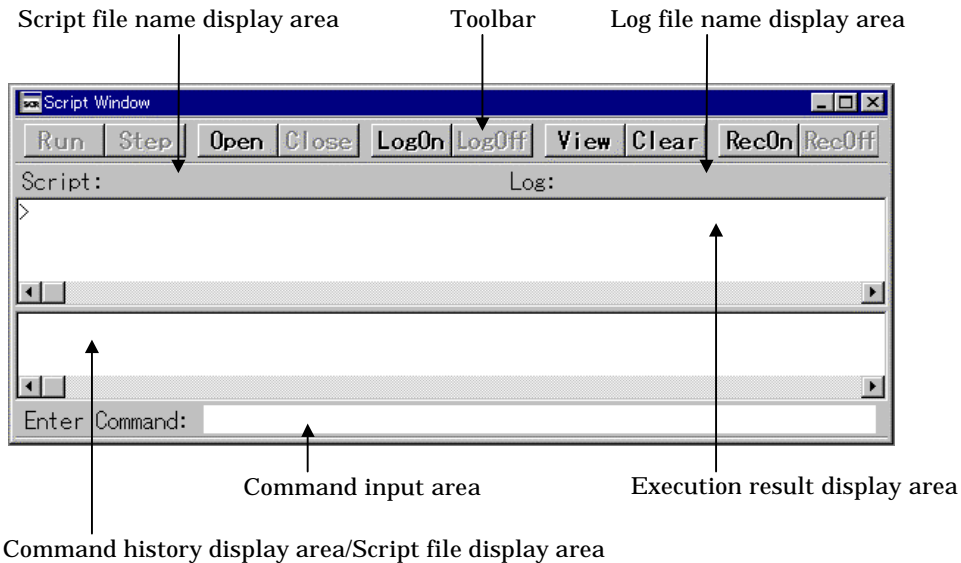 Script file name display area Toolbar Log file name display area
SCR Script Window
Run Step Open Close LogOn LogOff View Clear RecOn RecOff
Script: Log:
>
Enter Command:
Command input area Execution result display area
Command history display area/Script file display area